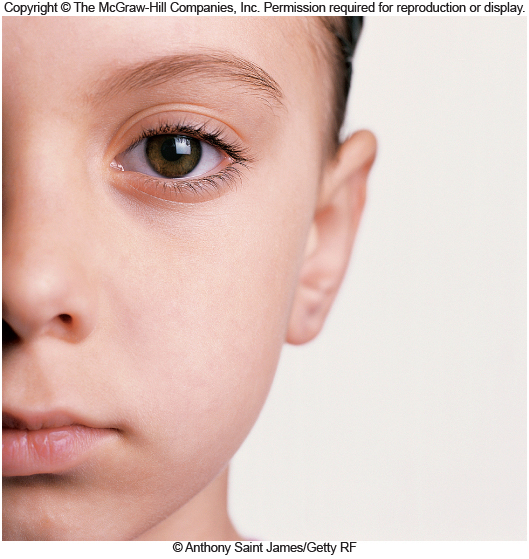 Copyright © The McGraw-Hill Companies, Inc. Permission required for reproduction or display.
© Anthony Saint James/Getty RF